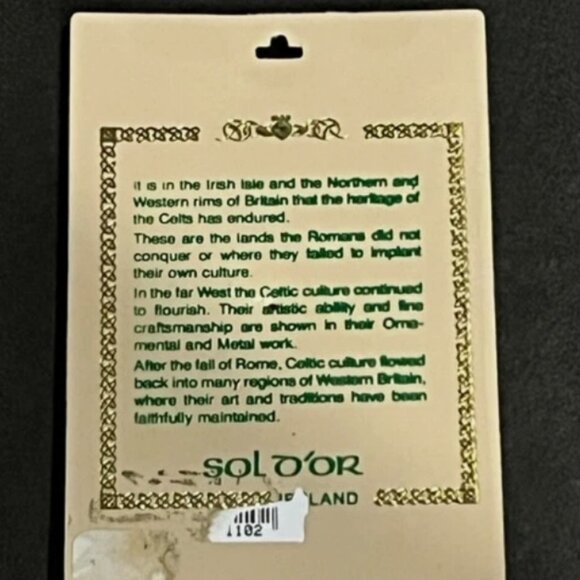 it is in the Irish Isle and the Northern and
Western rims of Britain that the heritage of
the Celts has endured.
These are the lands the Romans did not
conquer or where they failed to implant
their own culture.
In the far West the Celtic culture continued
to flourish. Their artistic ability and fine
craftsmanship are shown in their Orna-
mental and Metal work.
After the fall of Rome, Celtic culture flowed
back into many regions of Western Britain,
where their art and traditions have been
faithfully maintained.
SOL D'OR
LAND
1102